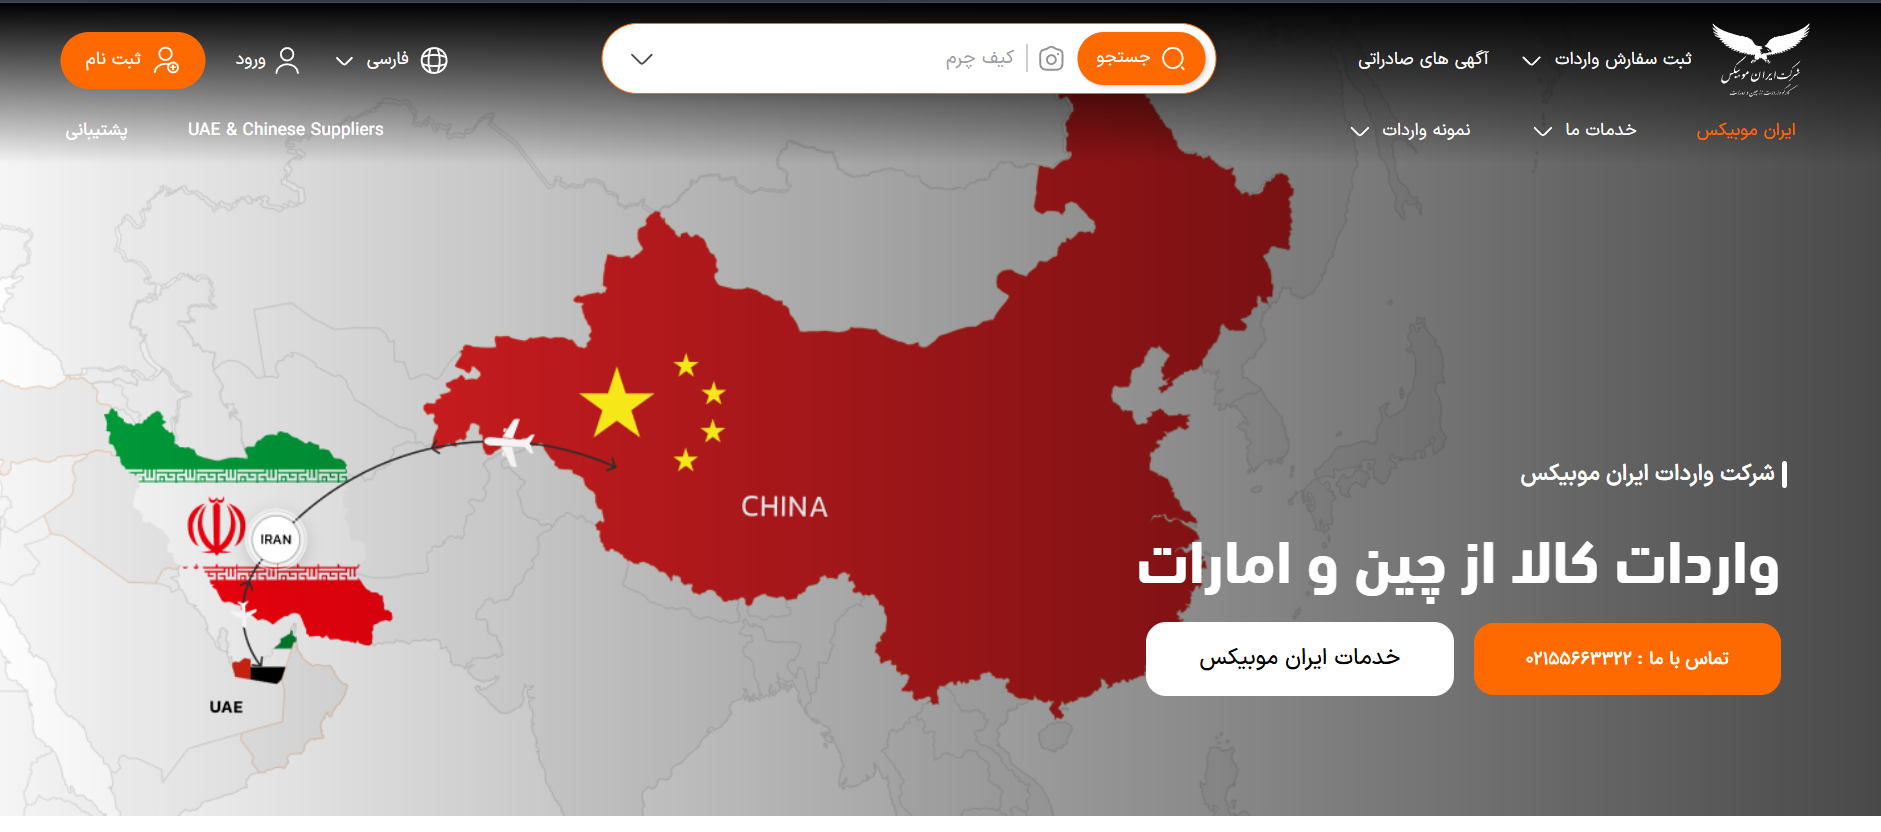 شرکت ایران موبیکس
ثبت سفارش واردات
آگهی های صادراتی
جستجو
کیف چرم
فارسی
ورود
ثبت نام
ایران موبیکس
خدمات ما
نمونه واردات
UAE & Chinese Suppliers
پشتیبانی
CHINA
IRAN
UAE
شرکت واردات ایران موبیکس
واردات کالا از چین و امارات
تماس با ما : ۰۲۱۵۵۶۶۳۳۲۲
خدمات ایران موبیکس